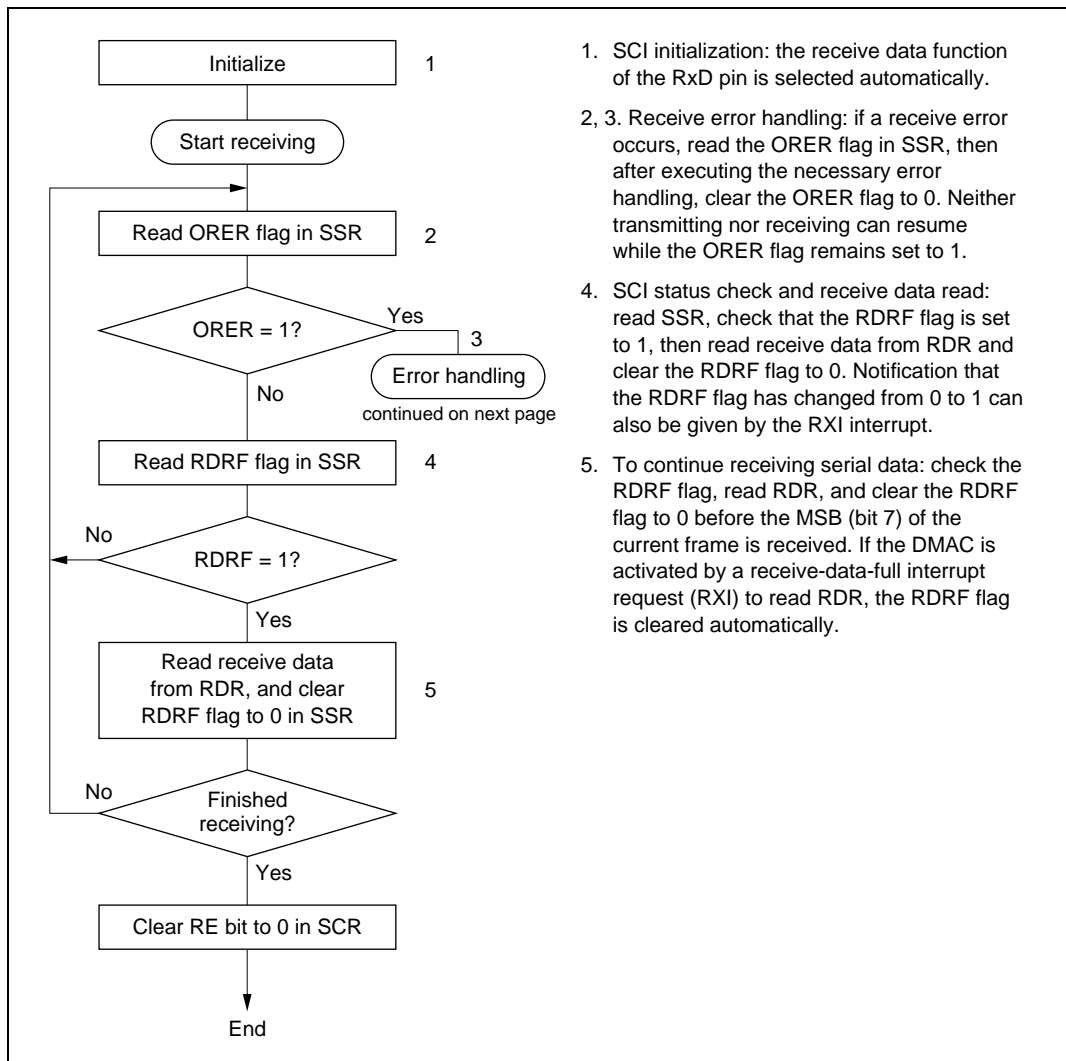 Initialize
1
Start receiving
Read ORER flag in SSR
2
ORER = 1?
Yes
3
Error handling
continued on next page
No
Read RDRF flag in SSR
4
No
RDRF = 1?
Yes
Read receive data
from RDR, and clear
RDRF flag to 0 in SSR
5
No
Finished
receiving?
Yes
Clear RE bit to 0 in SCR
End
1. SCI initialization: the receive data function
of the RxD pin is selected automatically.
2, 3. Receive error handling: if a receive error
occurs, read the ORER flag in SSR, then
after executing the necessary error
handling, clear the ORER flag to 0. Neither
transmitting nor receiving can resume
while the ORER flag remains set to 1.
4. SCI status check and receive data read:
read SSR, check that the RDRF flag is set
to 1, then read receive data from RDR and
clear the RDRF flag to 0. Notification that
the RDRF flag has changed from 0 to 1 can
also be given by the RXI interrupt.
5. To continue receiving serial data: check the
RDRF flag, read RDR, and clear the RDRF
flag to 0 before the MSB (bit 7) of the
current frame is received. If the DMAC is
activated by a receive-data-full interrupt
request (RXI) to read RDR, the RDRF flag
is cleared automatically.